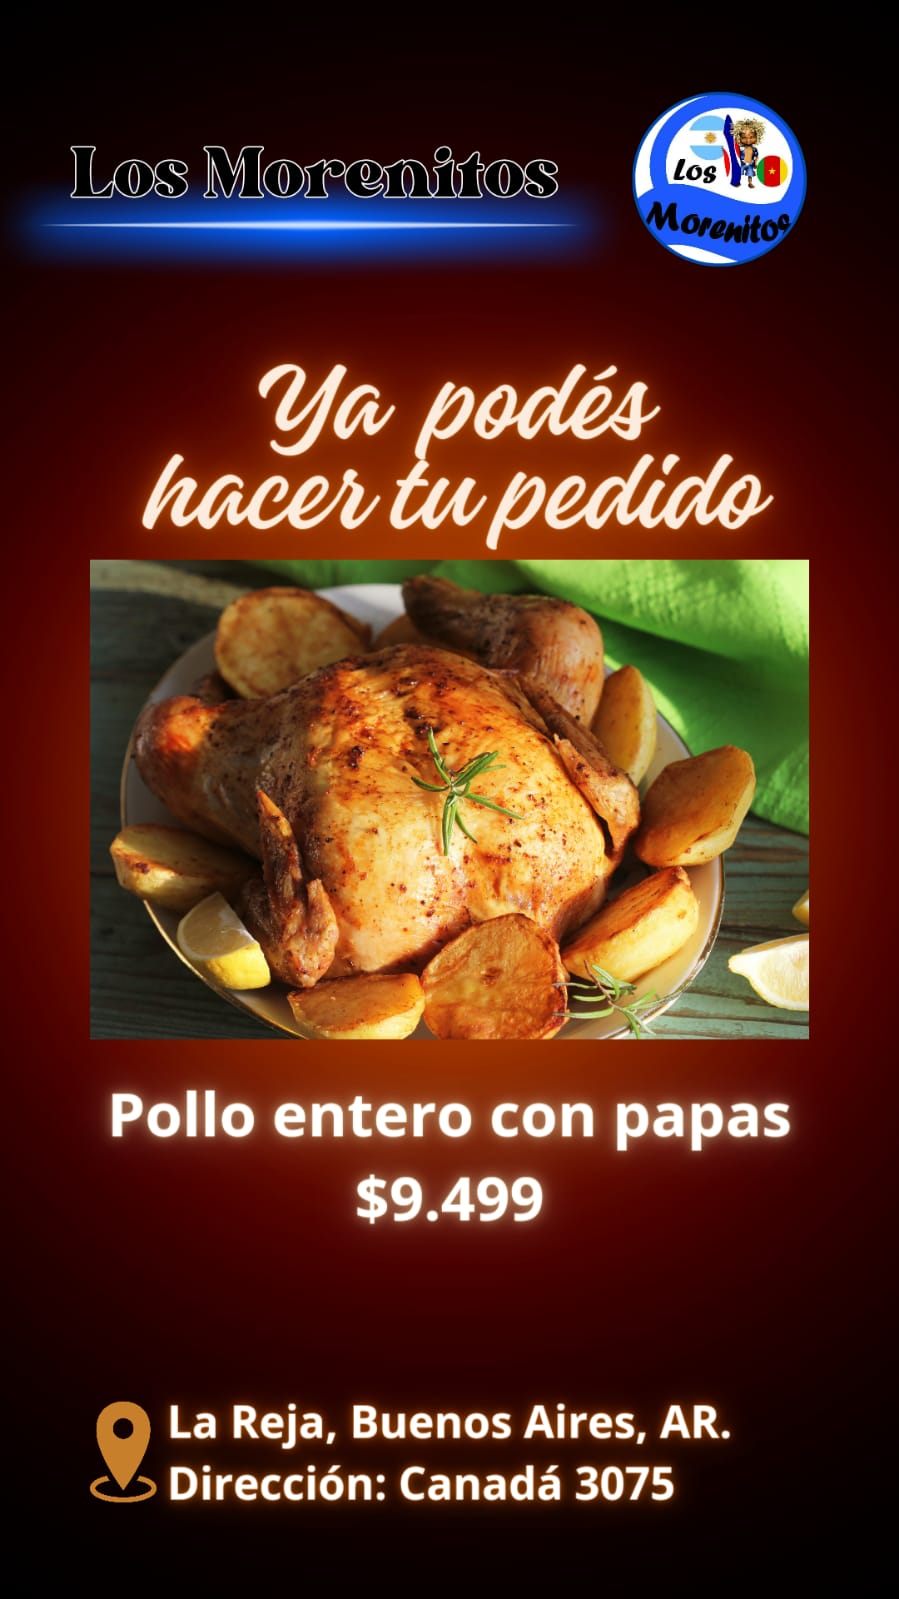 Los Morenitos
Los
Morenitos
Ya podés
hacer tu pedido
Pollo entero con papas
$9.499
La Reja, Buenos Aires, AR.
Dirección: Canadá 3075